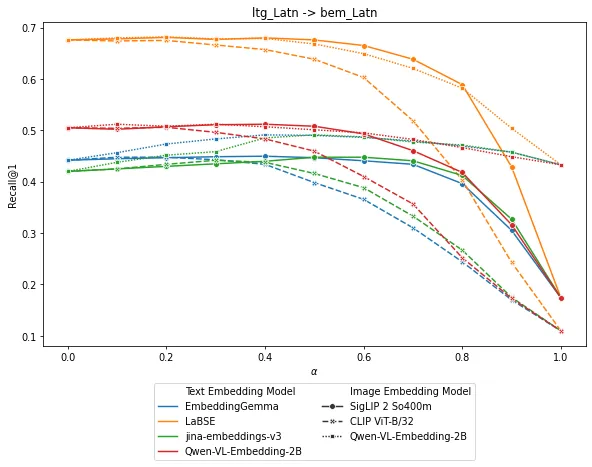 ltg_Latn -> bem_Latn
Recall@1
0.7
0.6
0.5
0.4
0.3
0.2
0.1
0.0 0.2 0.4 0.6 0.8 1.0
α
Text Embedding Model Image Embedding Model
EmbeddingGemma SigLIP 2 So400m
LaBSE CLIP ViT-B/32
jina-embeddings-v3 Qwen-VL-Embedding-2B
Qwen-VL-Embedding-2B